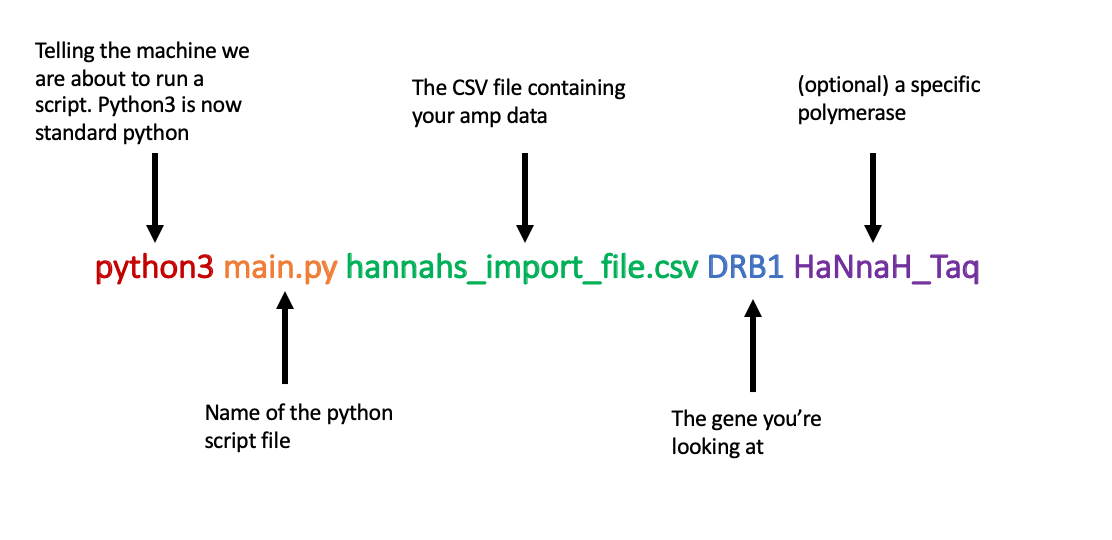 Telling the machine we
are about to run a
script. Python3 is now
standard python
The CSV file containing
your amp data
(optional) a specific
polymerase
python3 main.py hannahs_import_file.csv DRB1 HaNnaH_Taq
Name of the python
script file
The gene you’re
looking at